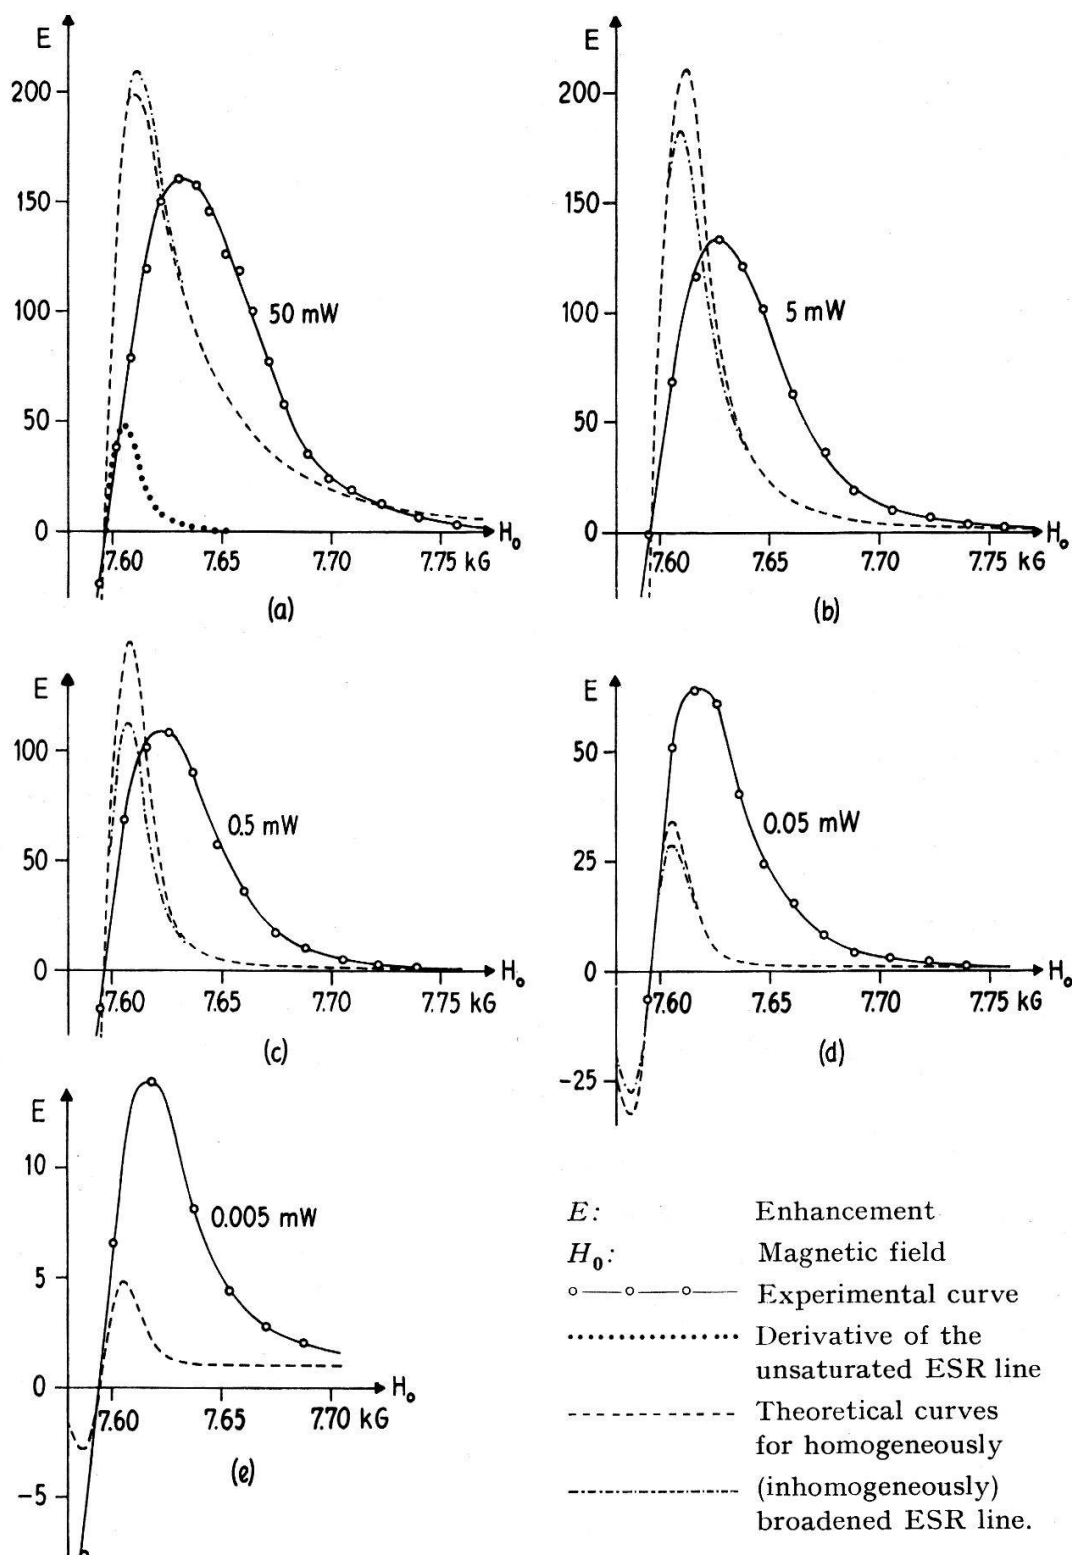 E
200
150
100
50
0
50 mW
H₀
7.60 7.65 7.70 7.75 kG
(a)
E
200
150
100
50
0
5 mW
H₀
7.60 7.65 7.70 7.75 kG
(b)
E
100
50
0
0.5 mW
H₀
7.60 7.65 7.70 7.75 kG
(c)
E
50
25
0
-25
0.05 mW
H₀
7.60 7.65 7.70 7.75 kG
(d)
E
10
5
0
-5
0.005 mW
H₀
7.60 7.65 7.70 kG
(e)
E: Enhancement
H₀: Magnetic field
Experimental curve
Derivative of the
unsaturated ESR line
Theoretical curves
for homogeneously
(inhomogeneously)
broadened ESR line.